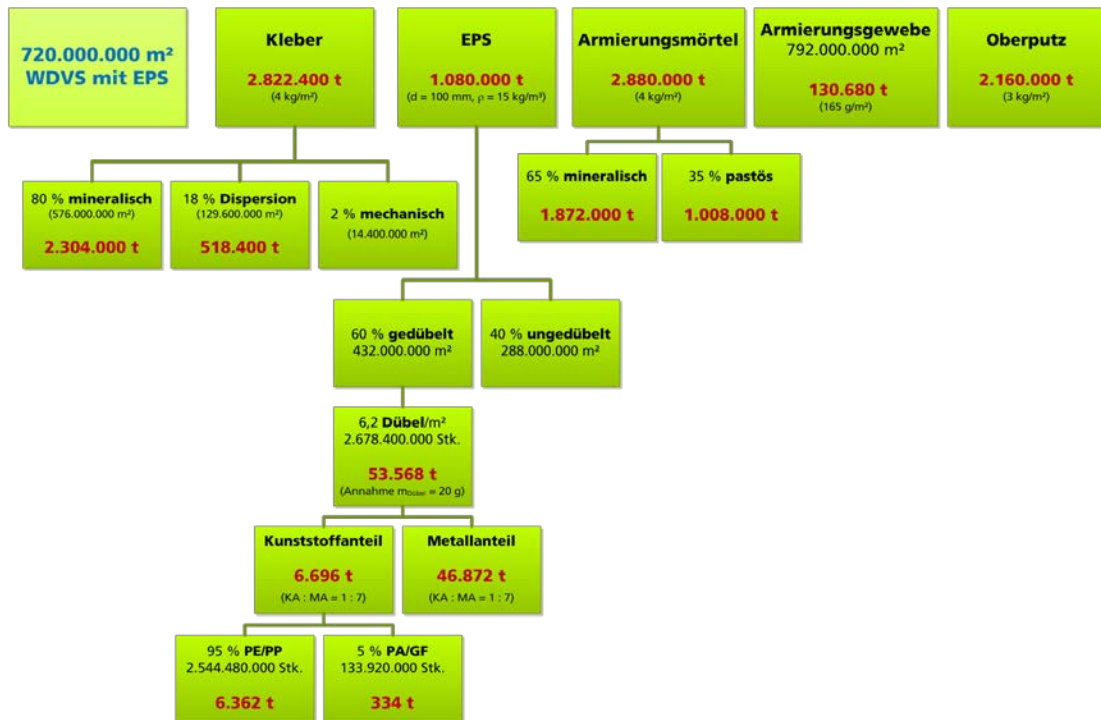 720.000.000 m²
WDVS mit EPS
Kleber
2.822.400 t
(4 kg/m²)
EPS
1.080.000 t
(d = 100 mm, ρ = 15 kg/m³)
Armierungsmörtel
2.880.000 t
(4 kg/m²)
Armierungsgewebe
792.000.000 m²
130.680 t
(165 g/m²)
Oberputz
2.160.000 t
(3 kg/m²)
80 % mineralisch
(576.000.000 m²)
2.304.000 t
18 % Dispersion
(129.600.000 m²)
518.400 t
2 % mechanisch
(14.400.000 m²)
65 % mineralisch
1.872.000 t
35 % pastös
1.008.000 t
60 % gedübelt
432.000.000 m²
40 % ungedübelt
288.000.000 m²
6,2 Dübel/m²
2.678.400.000 Stk.
53.568 t
(Annahme mDübel = 20 g)
Kunststoffanteil
6.696 t
(KA : MA = 1 : 7)
Metallanteil
46.872 t
(KA : MA = 1 : 7)
95 % PE/PP
2.544.480.000 Stk.
6.362 t
5 % PA/GF
133.920.000 Stk.
334 t